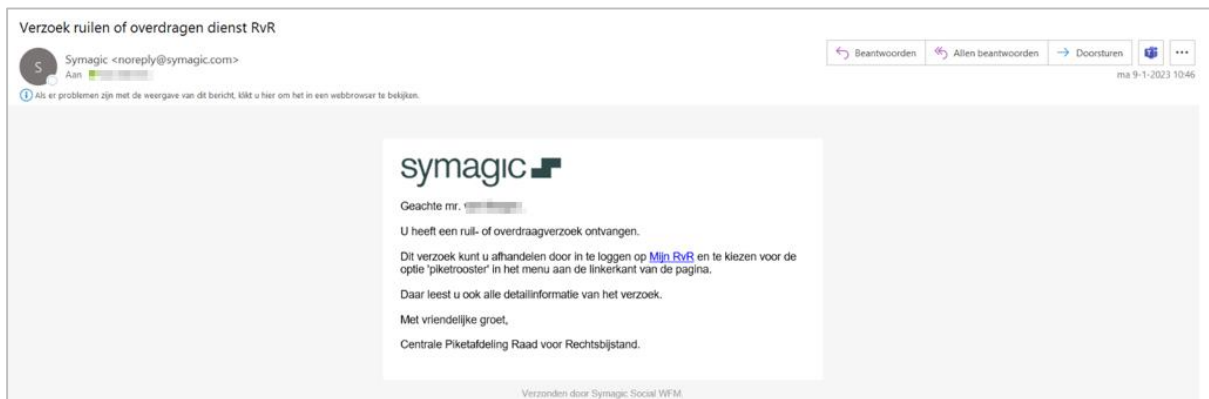 Verzoek ruilen of overdragen dienst RvR
S
Symagic <noreply@symagic.com>
Aan
Beantwoorden
Allen beantwoorden
Doorsturen
ma 9-1-2023 10:46
Als er problemen zijn met de weergave van dit bericht, klikt u hier om het in een webbrowser te bekijken.
symagic
Geachte mr.
U heeft een ruil- of overdraagverzoek ontvangen.
Dit verzoek kunt u afhandelen door in te loggen op Mijn RvR en te kiezen voor de
optie 'piketrooster' in het menu aan de linkerkant van de pagina.
Daar leest u ook alle detailinformatie van het verzoek.
Met vriendelijke groet,
Centrale Piketafdeling Raad voor Rechtsbijstand.
Verzonden door Symagic Social WFM.